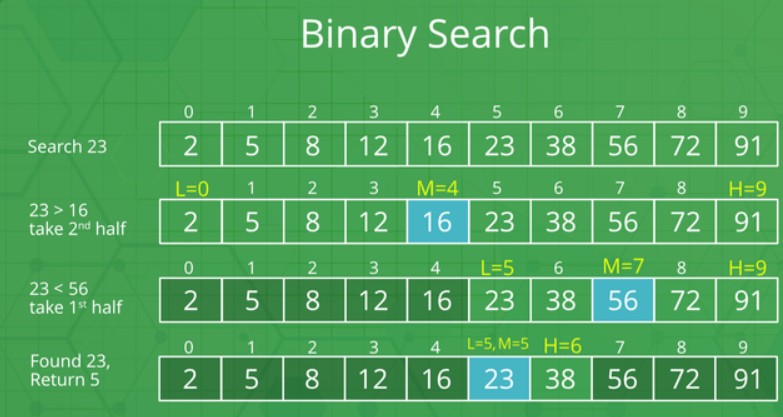 Binary Search
0 1 2 3 4 5 6 7 8 9
Search 23 2 5 8 12 16 23 38 56 72 91
L=0 1 2 3 M=4 5 6 7 8 H=9
23 > 16
take 2nd half
2 5 8 12 16 23 38 56 72 91
0 1 2 3 4 L=5 6 M=7 8 H=9
23 < 56
take 1st half
2 5 8 12 16 23 38 56 72 91
0 1 2 3 4 L=5, M=5 H=6 7 8 9
Found 23,
Return 5
2 5 8 12 16 23 38 56 72 91